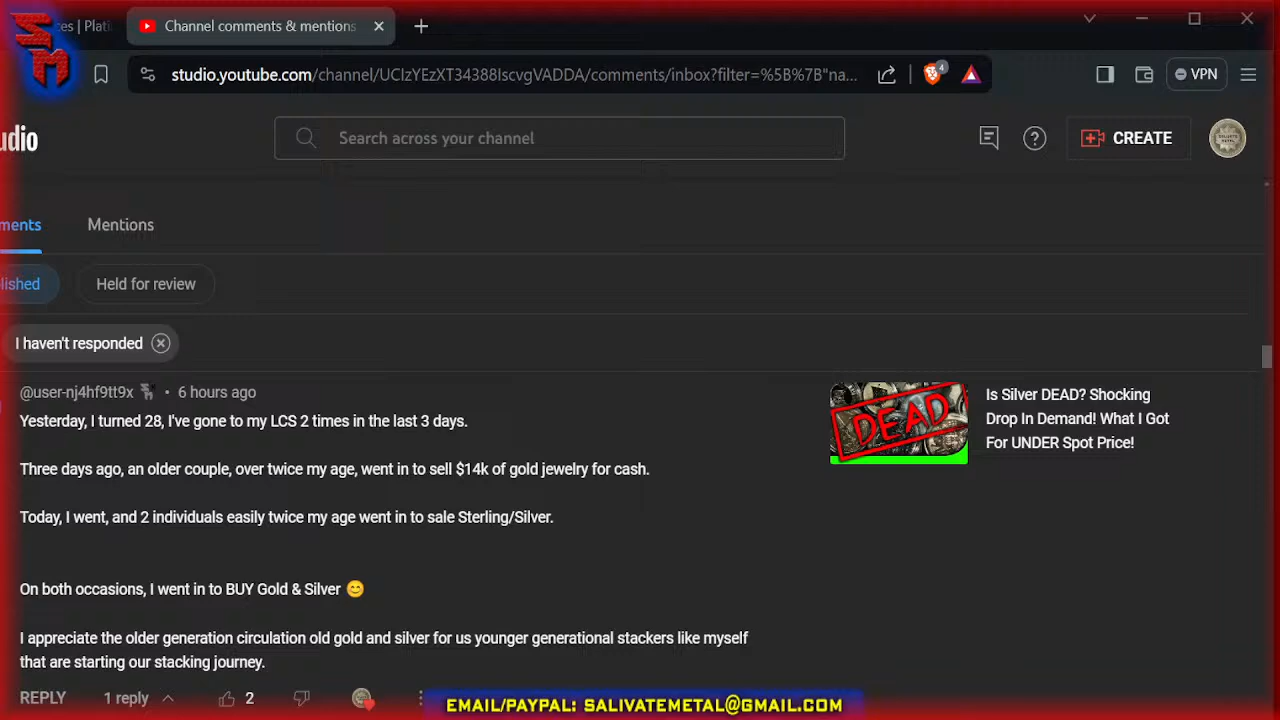 SM
ces | Plati
Channel comments & mentions
studio.youtube.com/channel/UCIzYEzXT34388IscvgVADDA/comments/inbox?filter=%5B%7B"na...
4
VPN
udio
Search across your channel
CREATE
ments
Mentions
lished
Held for review
I haven't responded
@user-nj4hf9tt9x • 6 hours ago
Yesterday, I turned 28, I've gone to my LCS 2 times in the last 3 days.
Three days ago, an older couple, over twice my age, went in to sell $14k of gold jewelry for cash.
Today, I went, and 2 individuals easily twice my age went in to sale Sterling/Silver.
On both occasions, I went in to BUY Gold & Silver 😊
I appreciate the older generation circulation old gold and silver for us younger generational stackers like myself
that are starting our stacking journey.
DEAD
Is Silver DEAD? Shocking
Drop In Demand! What I Got
For UNDER Spot Price!
REPLY
1 reply
2
EMAIL/PAYPAL: SALIVATEMETAL@GMAIL.COM